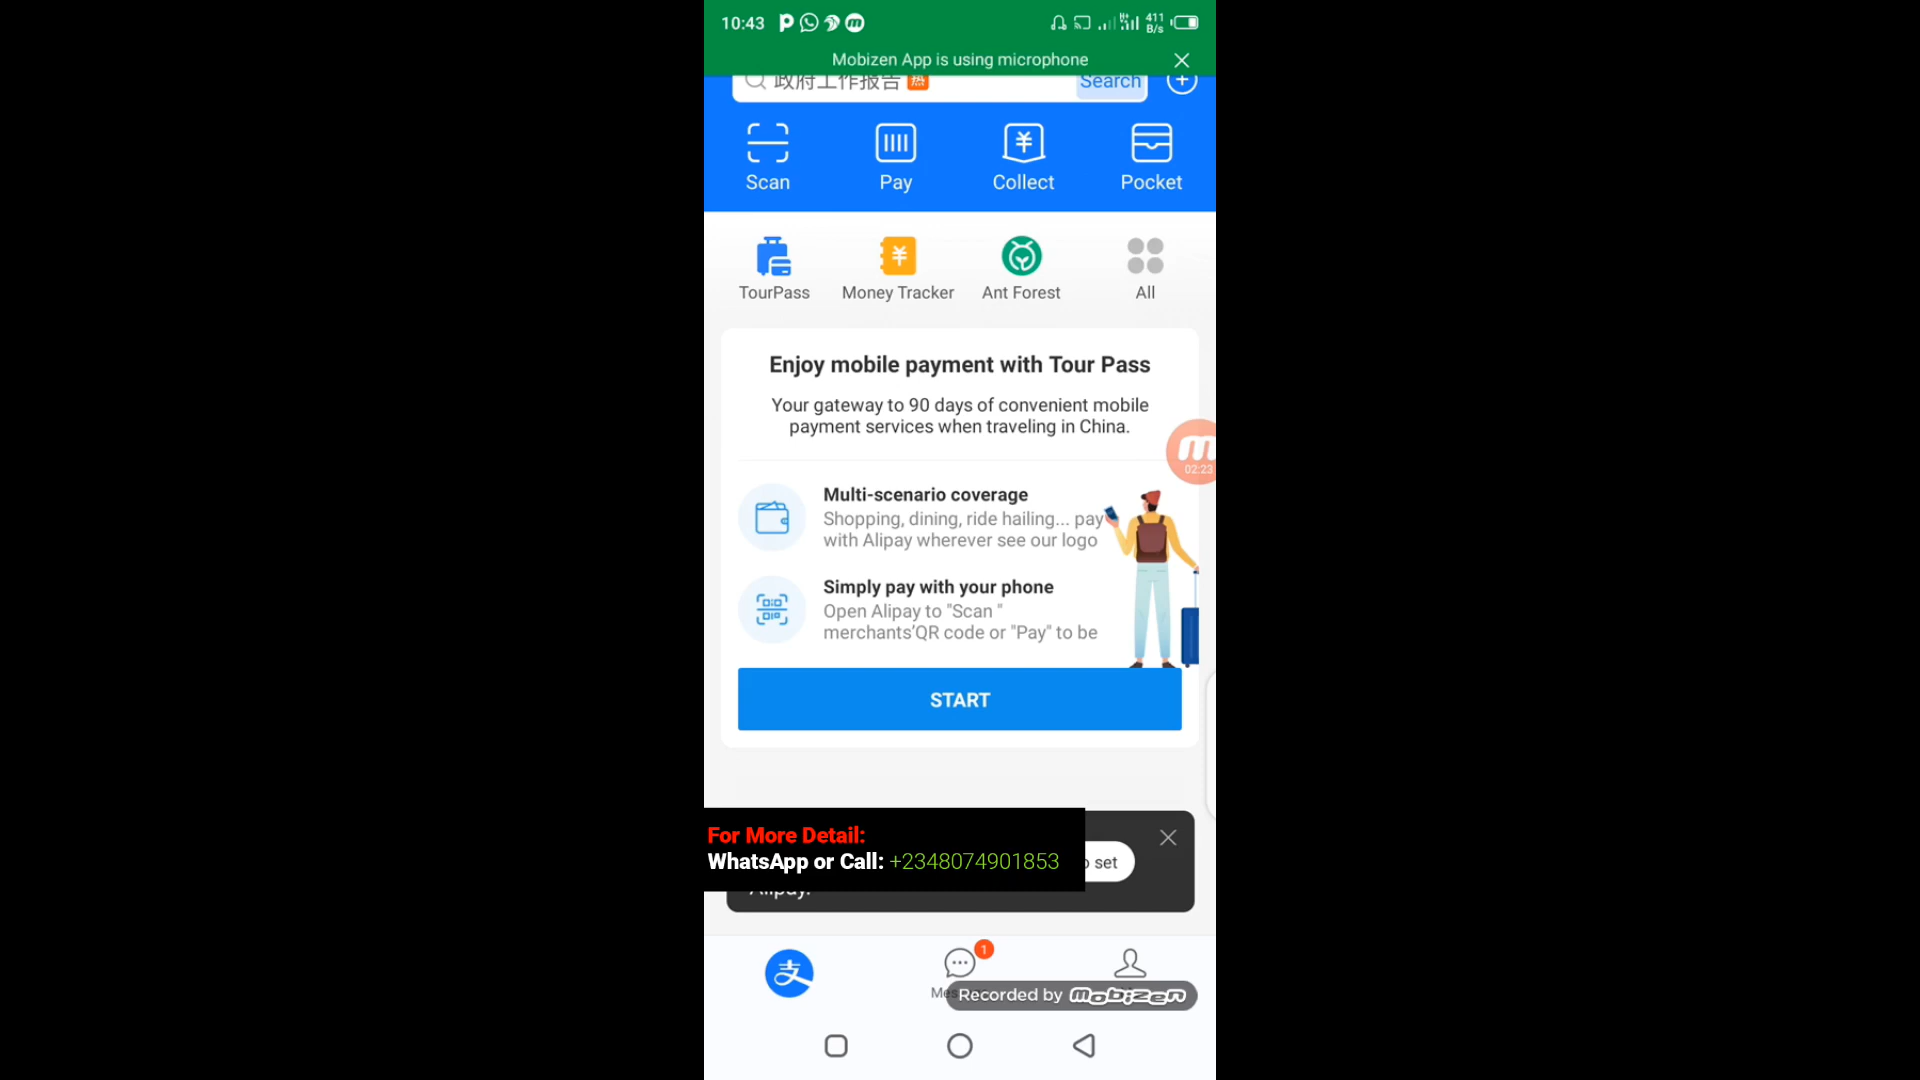 10:43
411
B/s
Mobizen App is using microphone
政府工作报告 热
Search
Scan
Pay
Collect
Pocket
TourPass
Money Tracker
Ant Forest
All
Enjoy mobile payment with Tour Pass
Your gateway to 90 days of convenient mobile
payment services when traveling in China.
02:23
Multi-scenario coverage
Shopping, dining, ride hailing... pay
with Alipay wherever see our logo
Simply pay with your phone
Open Alipay to "Scan "
merchants'QR code or "Pay" to be
START
For More Detail:
WhatsApp or Call: +2348074901853
set
Alipay.
支
1
Recorded by mobizen